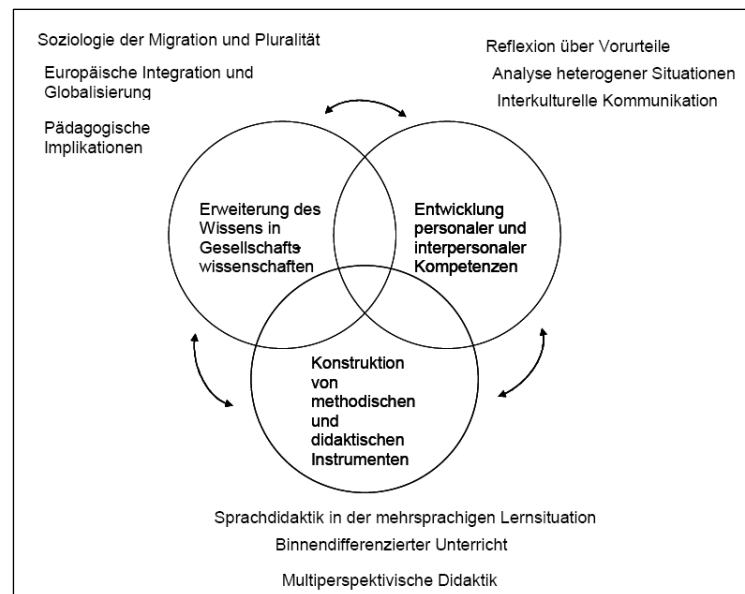 Soziologie der Migration und Pluralität
Europäische Integration und
Globalisierung
Pädagogische
Implikationen
Reflexion über Vorurteile
Analyse heterogener Situationen
Interkulturelle Kommunikation
Erweiterung des
Wissens in
Gesellschafts-
wissenschaften
Entwicklung
personaler und
interpersonaler
Kompetenzen
Konstruktion
von
methodischen
und
didaktischen
Instrumenten
Sprachdidaktik in der mehrsprachigen Lernsituation
Binnendifferenzierter Unterricht
Multiperspektivische Didaktik